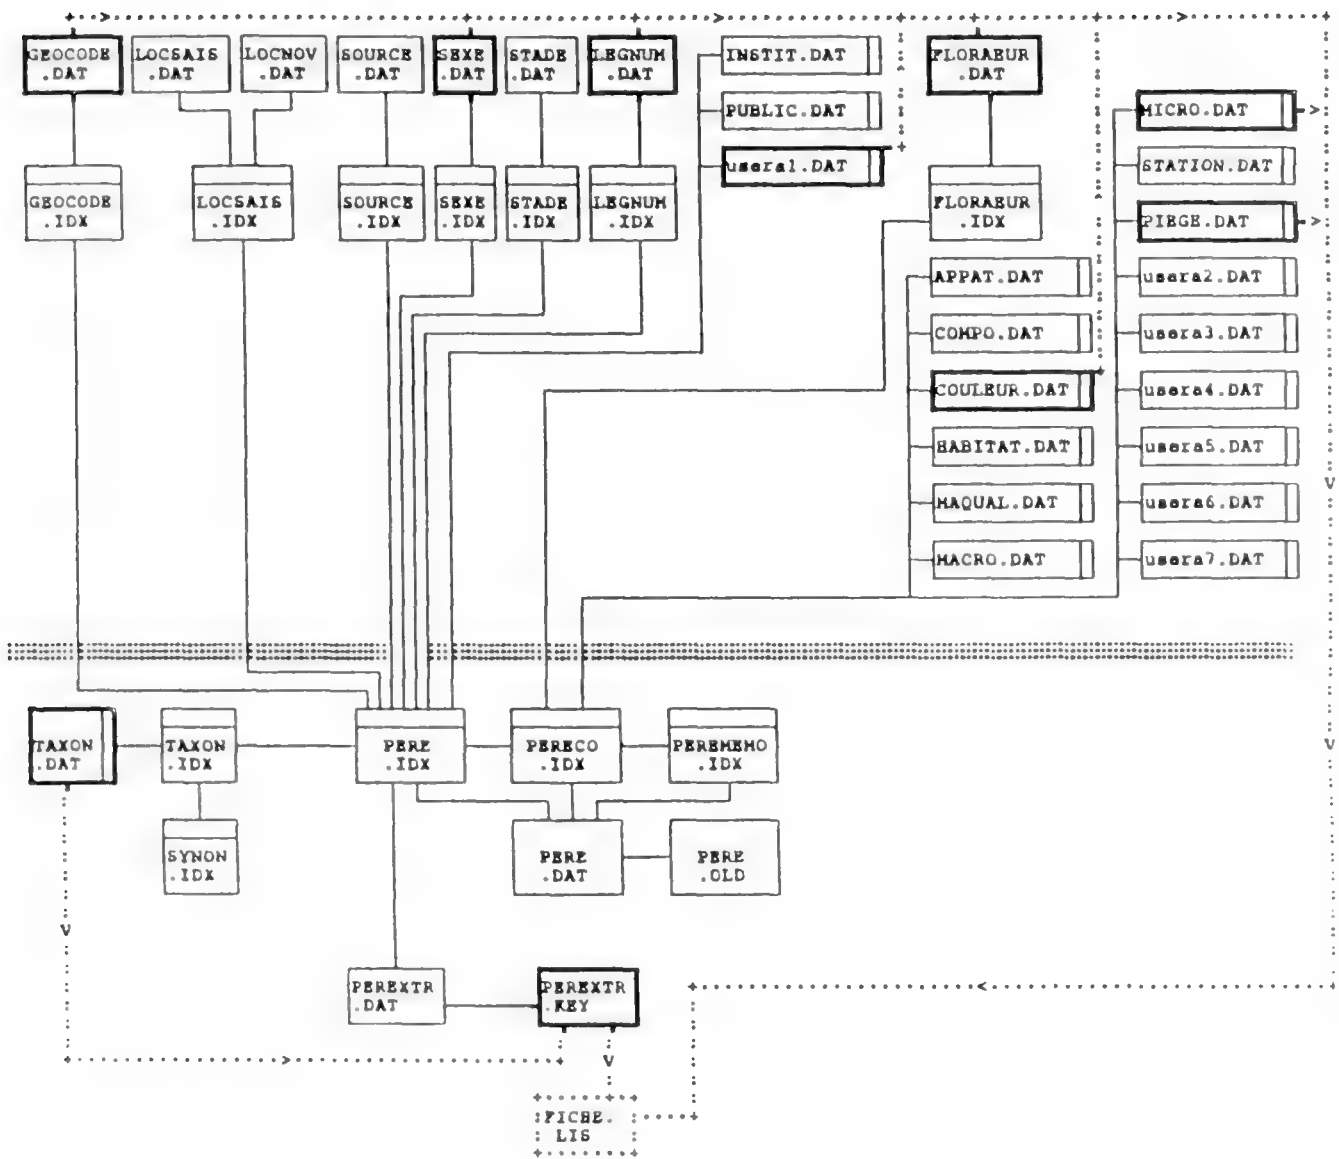 GEOCODE
.DAT
LOCSAIS
.DAT
LOCNOV
.DAT
SOURCE
.DAT
SEXE
.DAT
STADE
.DAT
LEGNUM
.DAT
INSTIT.DAT
PUBLIC.DAT
usera1.DAT
FLORAEUR
.DAT
MICRO.DAT
STATION.DAT
PIEGE.DAT
usera2.DAT
usera3.DAT
usera4.DAT
usera5.DAT
usera6.DAT
usera7.DAT
GEOCODE
.IDX
LOCSAIS
.IDX
SOURCE
.IDX
SEXE
.IDX
STADE
.IDX
LEGNUM
.IDX
FLORAEUR
.IDX
APPAT.DAT
COMPO.DAT
COULEUR.DAT
HABITAT.DAT
MAQUAL.DAT
MACRO.DAT
TAXON
.DAT
TAXON
.IDX
PERE
.IDX
PERECO
.IDX
PEREMEMO
.IDX
SYNON
.IDX
PERE
.DAT
PERE
.OLD
PEREXTR
.DAT
PEREXTR
.KEY
FICHE.
LIS